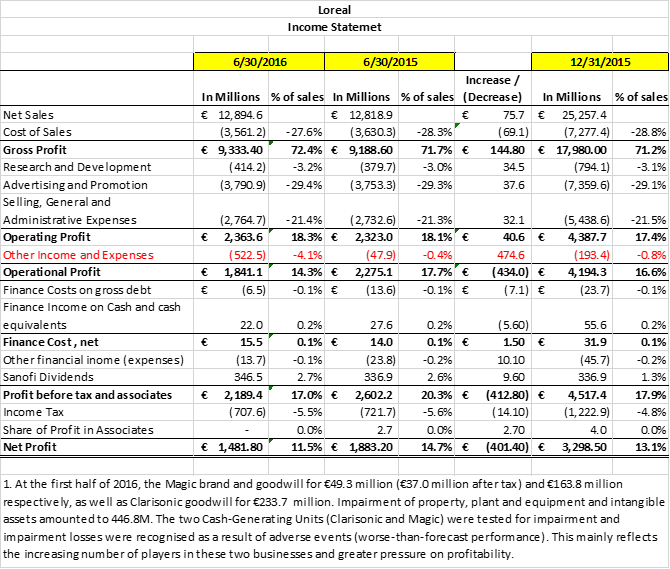 Loreal
Income Statemet
6/30/2016 6/30/2015 12/31/2015
Increase /
In Millions % of sales In Millions % of sales (Decrease) In Millions % of sales
Net Sales € 12,894.6 € 12,818.9 € 75.7 € 25,257.4
Cost of Sales (3,561.2) -27.6% (3,630.3) -28.3% (69.1) (7,277.4) -28.8%
Gross Profit € 9,333.40 72.4% € 9,188.60 71.7% € 144.80 € 17,980.00 71.2%
Research and Development (414.2) -3.2% (379.7) -3.0% 34.5 (794.1) -3.1%
Advertising and Promotion (3,790.9) -29.4% (3,753.3) -29.3% 37.6 (7,359.6) -29.1%
Selling, General and
Administrative Expenses (2,764.7) -21.4% (2,732.6) -21.3% 32.1 (5,438.6) -21.5%
Operating Profit € 2,363.6 18.3% € 2,323.0 18.1% € 40.6 € 4,387.7 17.4%
Other Income and Expenses (522.5) -4.1% (47.9) -0.4% 474.6 (193.4) -0.8%
Operational Profit € 1,841.1 14.3% € 2,275.1 17.7% € (434.0) € 4,194.3 16.6%
Finance Costs on gross debt € (6.5) -0.1% € (13.6) -0.1% € (7.1) € (23.7) -0.1%
Finance Income on Cash and cash
equivalents 22.0 0.2% 27.6 0.2% (5.60) 55.6 0.2%
Finance Cost , net € 15.5 0.1% € 14.0 0.1% € 1.50 € 31.9 0.1%
Other financial inome (expenses) (13.7) -0.1% (23.8) -0.2% 10.10 (45.7) -0.2%
Sanofi Dividends 346.5 2.7% 336.9 2.6% 9.60 336.9 1.3%
Profit before tax and associates € 2,189.4 17.0% € 2,602.2 20.3% € (412.80) € 4,517.4 17.9%
Income Tax (707.6) -5.5% (721.7) -5.6% (14.10) (1,222.9) -4.8%
Share of Profit in Associates - 0.0% 2.7 0.0% 2.70 4.0 0.0%
Net Profit € 1,481.80 11.5% € 1,883.20 14.7% € (401.40) € 3,298.50 13.1%
1. At the first half of 2016, the Magic brand and goodwill for €49.3 million (€37.0 million after tax) and €163.8 million
respectively, as well as Clarisonic goodwill for €233.7 million. Impairment of property, plant and equipment and intangible
assets amounted to 446.8M. The two Cash-Generating Units (Clarisonic and Magic) were tested for impairment and
impairment losses were recognised as a result of adverse events (worse-than-forecast performance). This mainly reflects
the increasing number of players in these two businesses and greater pressure on profitability.